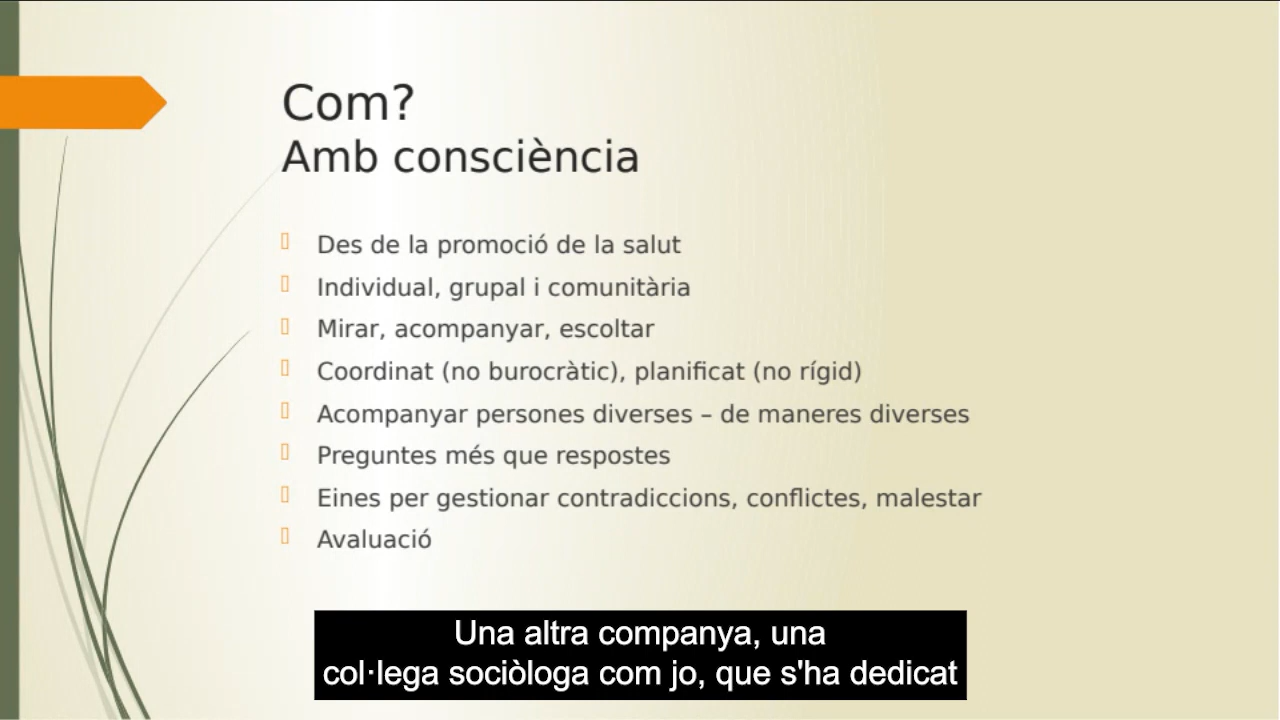 Com?
Amb consciència
Des de la promoció de la salut
Individual, grupal i comunitària
Mirar, acompanyar, escoltar
Coordinat (no burocràtic), planificat (no rígid)
Acompanyar persones diverses – de maneres diverses
Preguntes més que respostes
Eines per gestionar contradiccions, conflictes, malestar
Avaluació
Una altra companya, una
col·lega sociòloga com jo, que s'ha dedicat